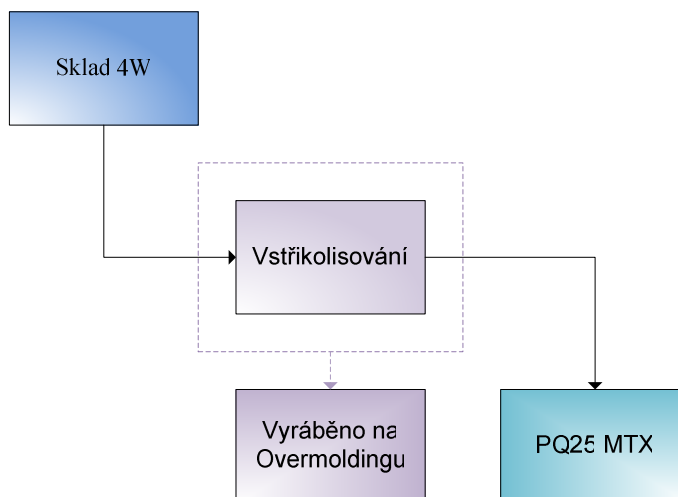 Sklad 4W
Vstřikolisování
Vyráběno na
Overmoldingu
PQ25 MTX